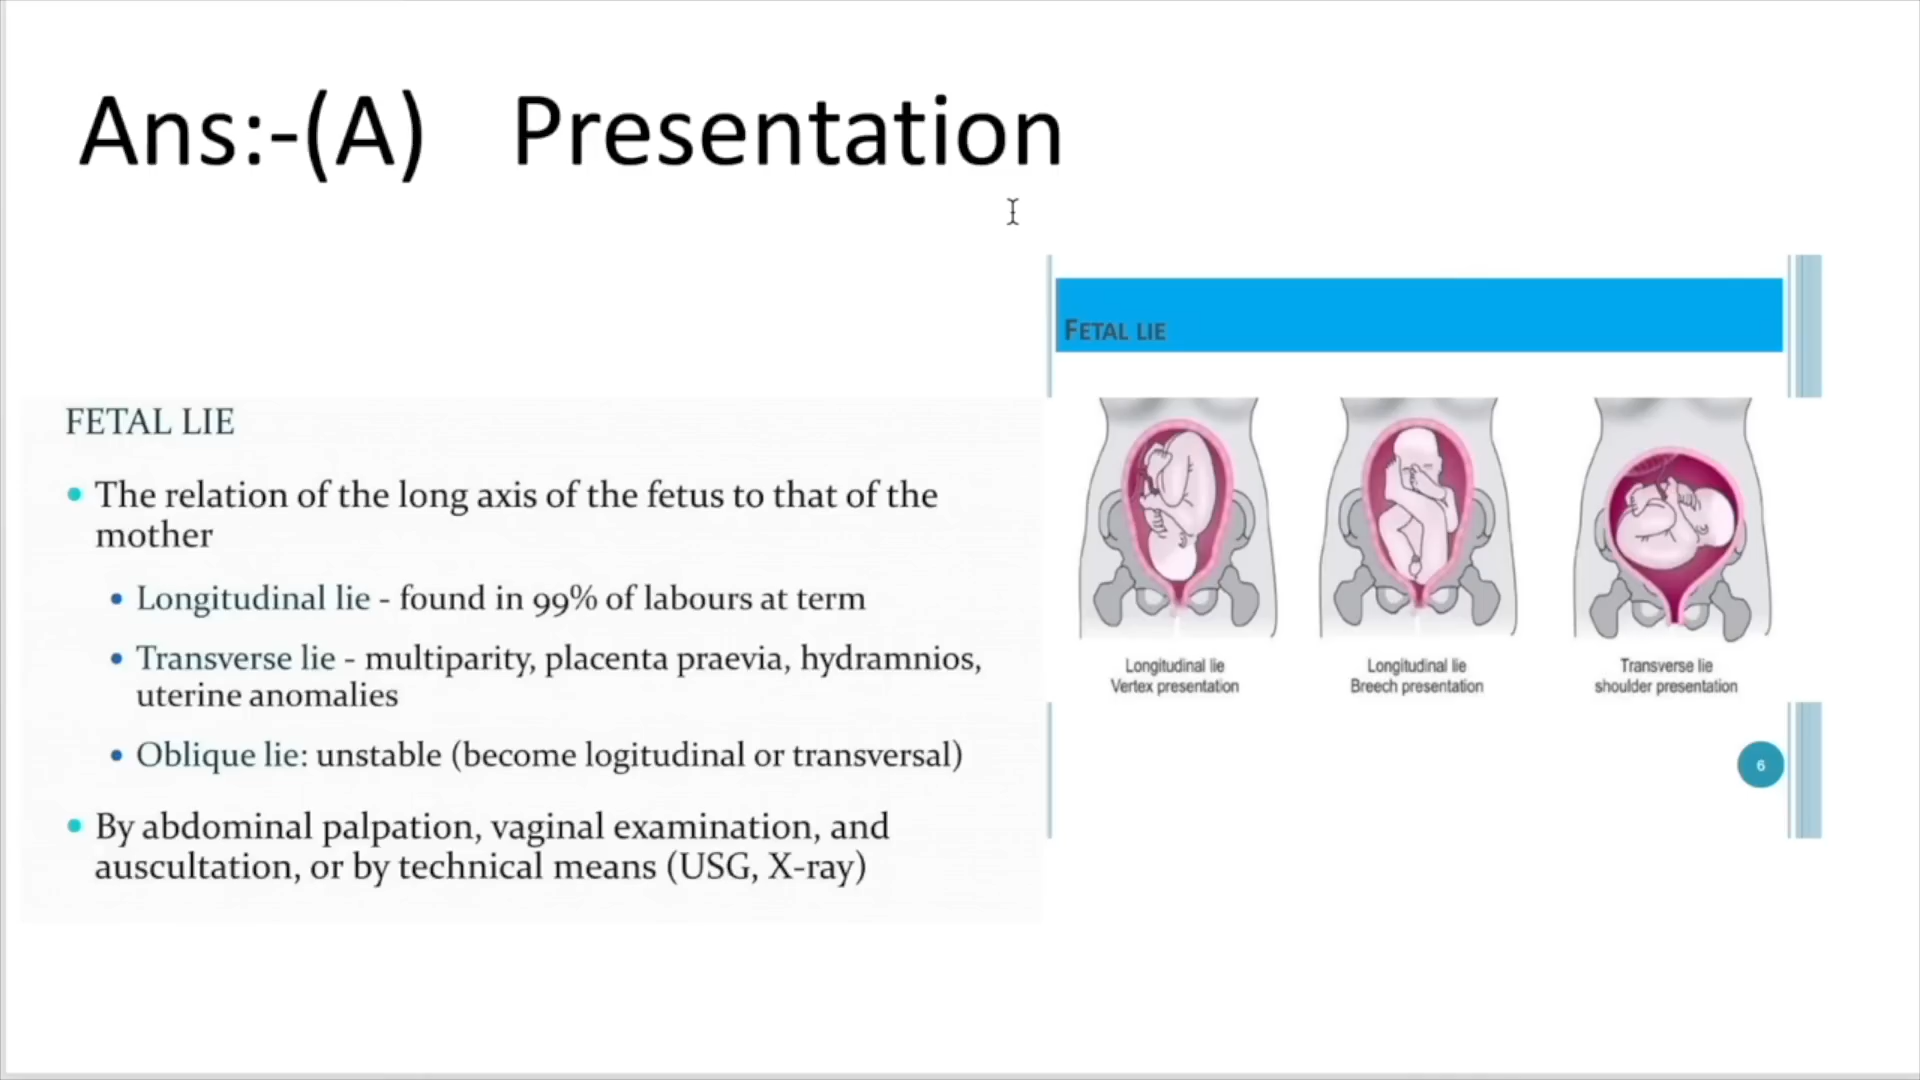 Ans:-(A) Presentation
FETAL LIE
The relation of the long axis of the fetus to that of the
mother
Longitudinal lie - found in 99% of labours at term
Transverse lie - multiparity, placenta praevia, hydramnios,
uterine anomalies
Oblique lie: unstable (become logitudinal or transversal)
By abdominal palpation, vaginal examination, and
auscultation, or by technical means (USG, X-ray)
FETAL LIE
Longitudinal lie
Vertex presentation
Longitudinal lie
Breech presentation
Transverse lie
shoulder presentation
6